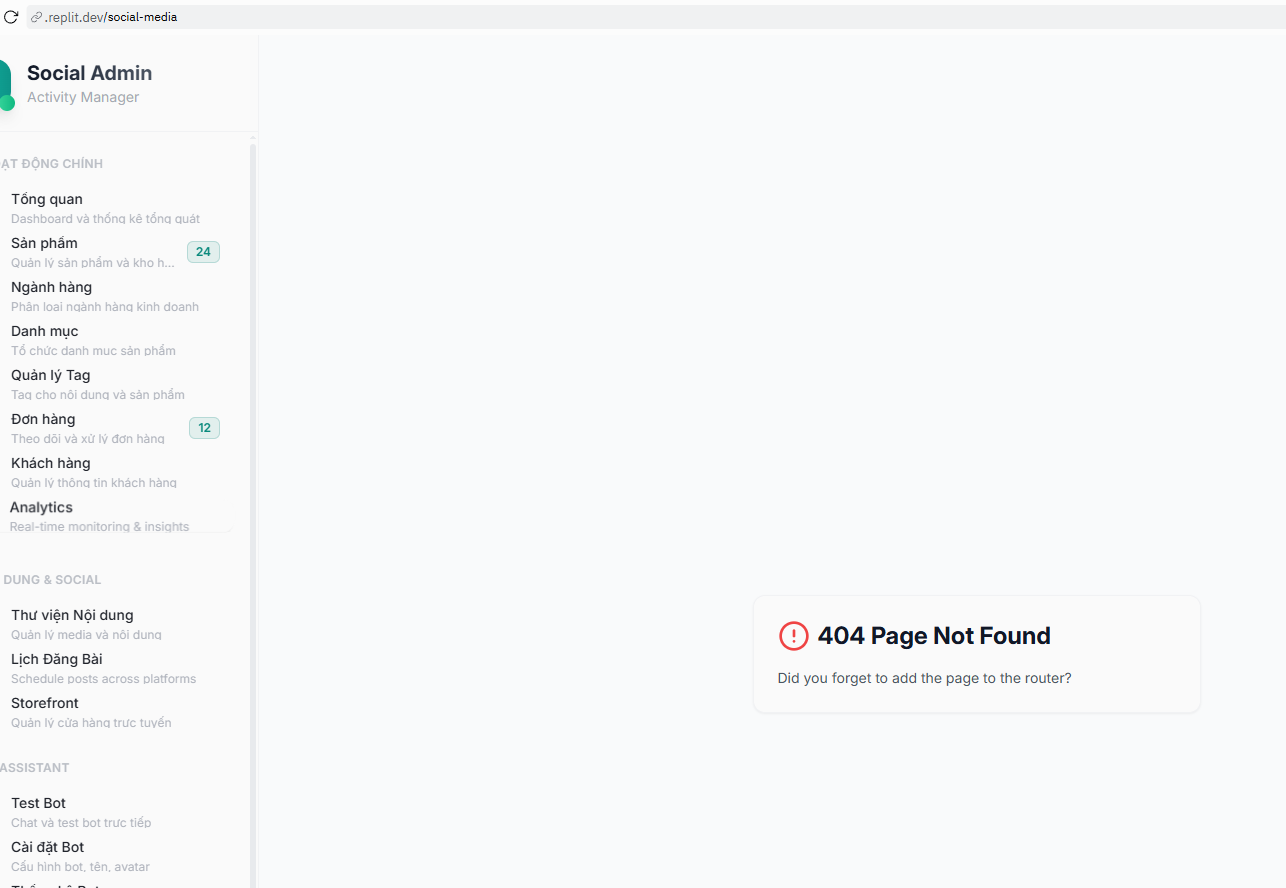 .replit.dev/social-media
Social Admin
Activity Manager
ẠT ĐỘNG CHÍNH
Tổng quan
Dashboard và thống kê tổng quát
Sản phẩm
24
Quản lý sản phẩm và kho h...
Ngành hàng
Phân loại ngành hàng kinh doanh
Danh mục
Tổ chức danh mục sản phẩm
Quản lý Tag
Tag cho nội dung và sản phẩm
Đơn hàng
12
Theo dõi và xử lý đơn hàng
Khách hàng
Quản lý thông tin khách hàng
Analytics
Real-time monitoring & insights
DUNG & SOCIAL
Thư viện Nội dung
Quản lý media và nội dung
Lịch Đăng Bài
Schedule posts across platforms
Storefront
Quản lý cửa hàng trực tuyến
ASSISTANT
Test Bot
Chat và test bot trực tiếp
Cài đặt Bot
Cấu hình bot, tên, avatar
404 Page Not Found
Did you forget to add the page to the router?